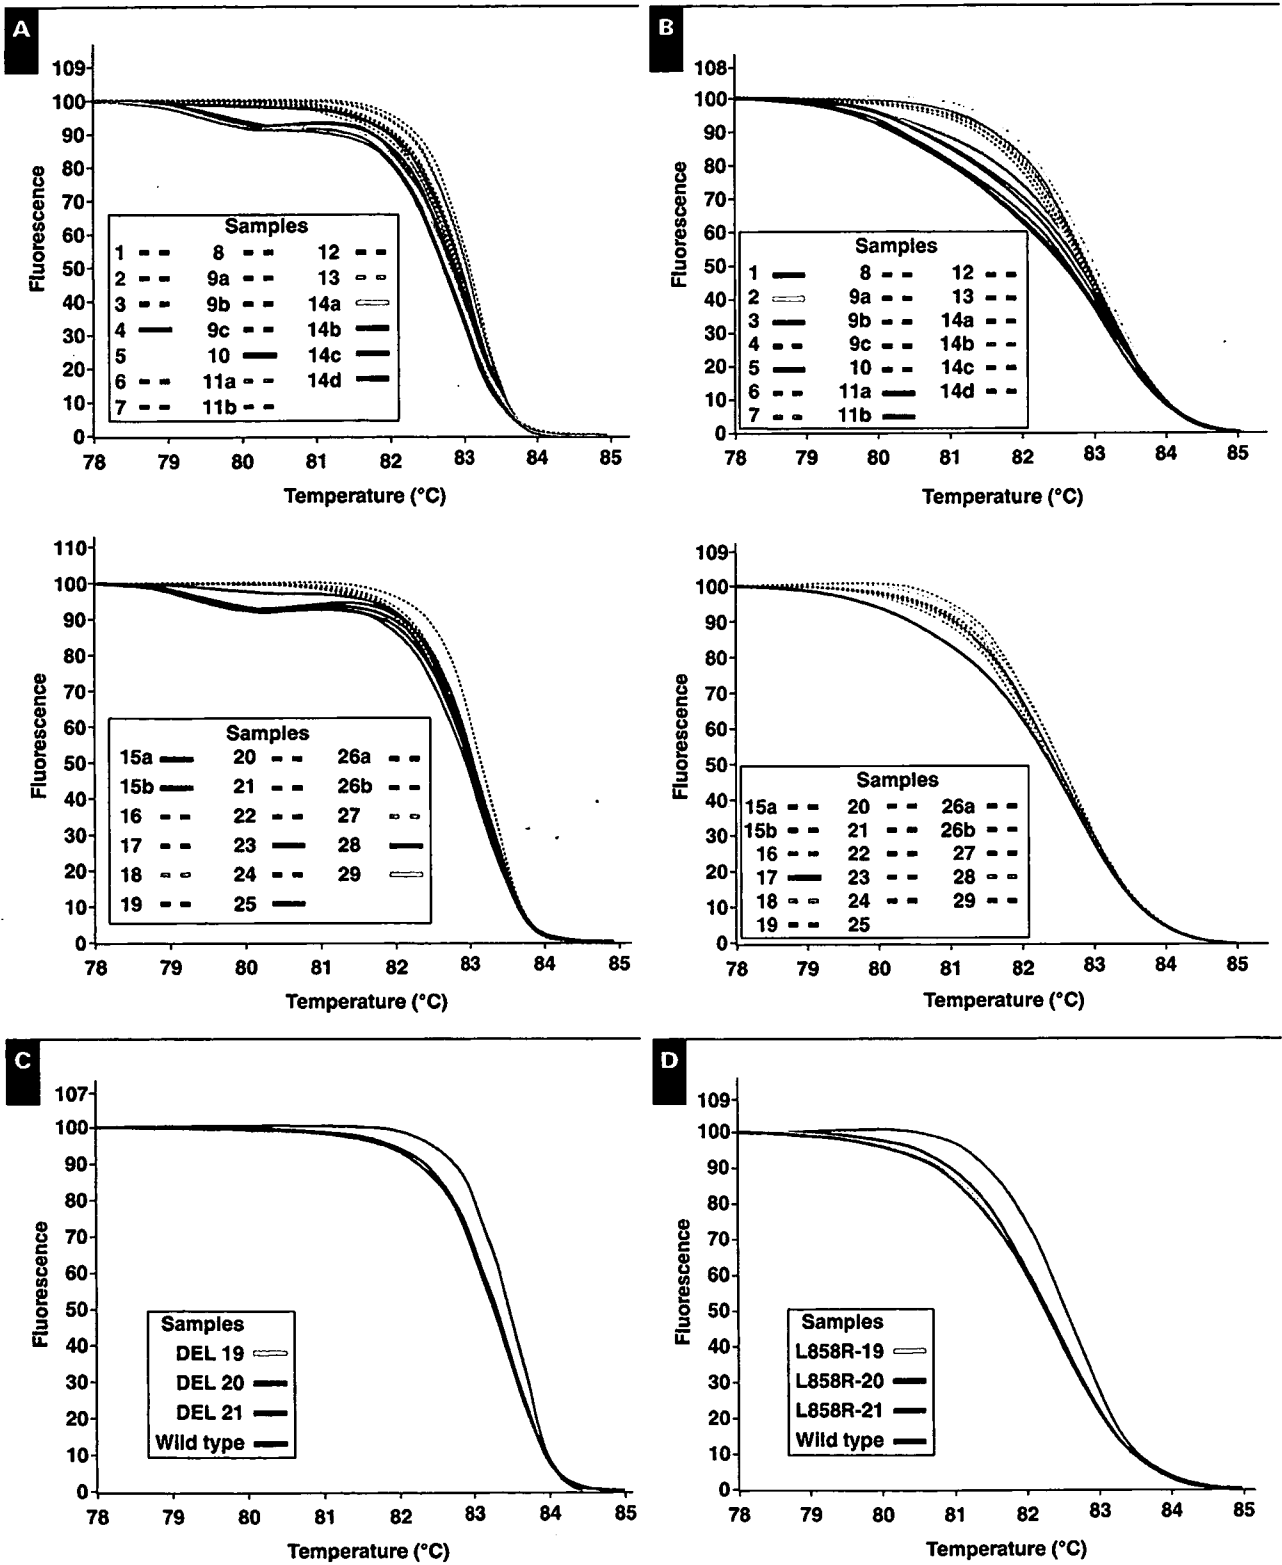 A
109
100
90
80
70
60
50
40
30
20
10
0
Fluorescence
Samples
1 8 12
2 9a 13
3 9b 14a
4 9c 14b
5 10 14c
6 11a 14d
7 11b
78 79 80 81 82 83 84 85
Temperature (°C)
B
108
100
90
80
70
60
50
40
30
20
10
0
Fluorescence
Samples
1 8 12
2 9a 13
3 9b 14a
4 9c 14b
5 10 14c
6 11a 14d
7 11b
78 79 80 81 82 83 84 85
Temperature (°C)
110
100
90
80
70
60
50
40
30
20
10
0
Fluorescence
Samples
15a 20 26a
15b 21 26b
16 22 27
17 23 28
18 24 29
19 25
78 79 80 81 82 83 84 85
Temperature (°C)
109
100
90
80
70
60
50
40
30
20
10
0
Fluorescence
Samples
15a 20 26a
15b 21 26b
16 22 27
17 23 28
18 24 29
19 25
78 79 80 81 82 83 84 85
Temperature (°C)
C
107
100
90
80
70
60
50
40
30
20
10
0
Fluorescence
Samples
DEL 19
DEL 20
DEL 21
Wild type
78 79 80 81 82 83 84 85
Temperature (°C)
D
109
100
90
80
70
60
50
40
30
20
10
0
Fluorescence
Samples
L858R-19
L858R-20
L858R-21
Wild type
78 79 80 81 82 83 84 85
Temperature (°C)